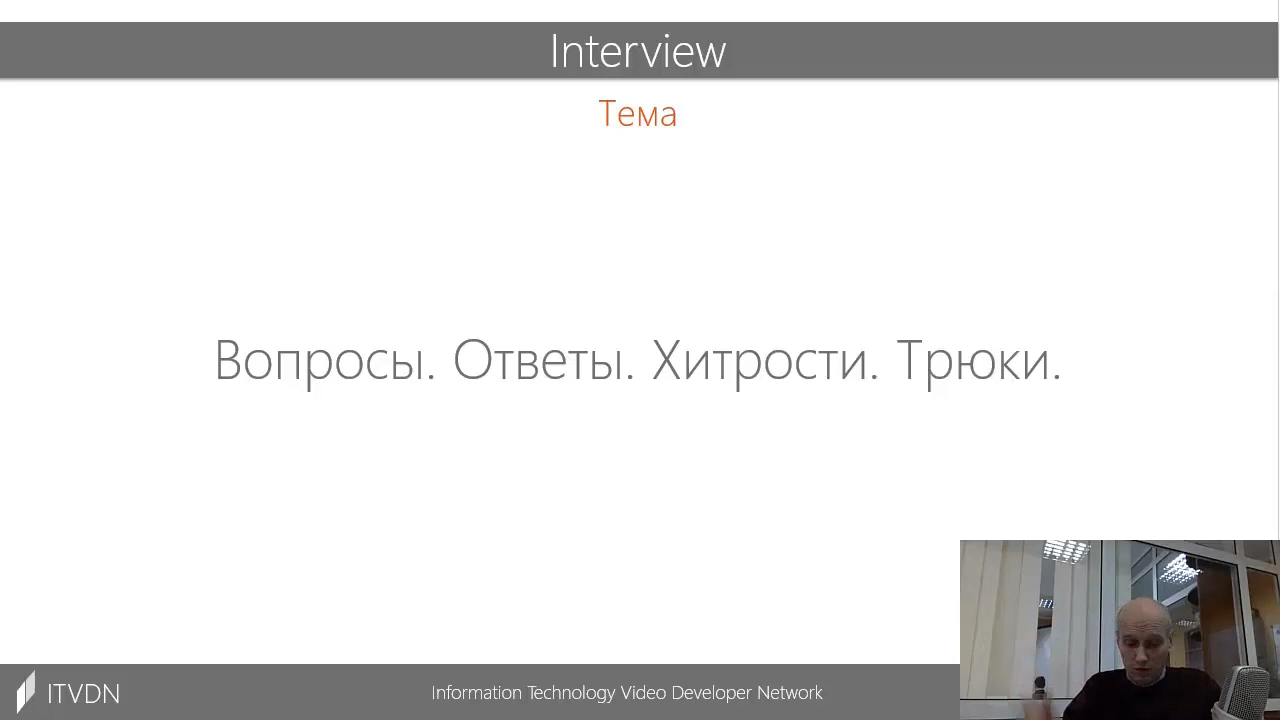 Interview
Тема
Вопросы. Ответы. Хитрости. Трюки.
ITVDN
Information Technology Video Developer Network